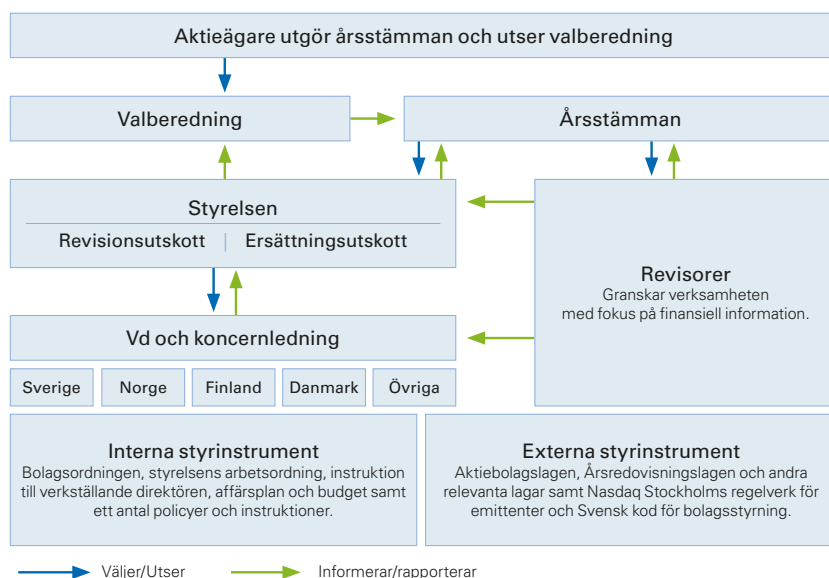 Aktieägare utgör årsstämman och utser valberedning
Valberedning
Årsstämman
Styrelsen
Revisionsutskott | Ersättningsutskott
Revisorer
Granskar verksamheten
med fokus på finansiell information.
Vd och koncernledning
Sverige
Norge
Finland
Danmark
Övriga
Interna styrinstrument
Bolagsordningen, styrelsens arbetsordning, instruktion
till verkställande direktören, affärsplan och budget samt
ett antal policyer och instruktioner.
Externa styrinstrument
Aktiebolagslagen, Årsredovisningslagen och andra
relevanta lagar samt Nasdaq Stockholms regelverk för
emittenter och Svensk kod för bolagsstyrning.
Väljer/Utser
Informerar/rapporterar